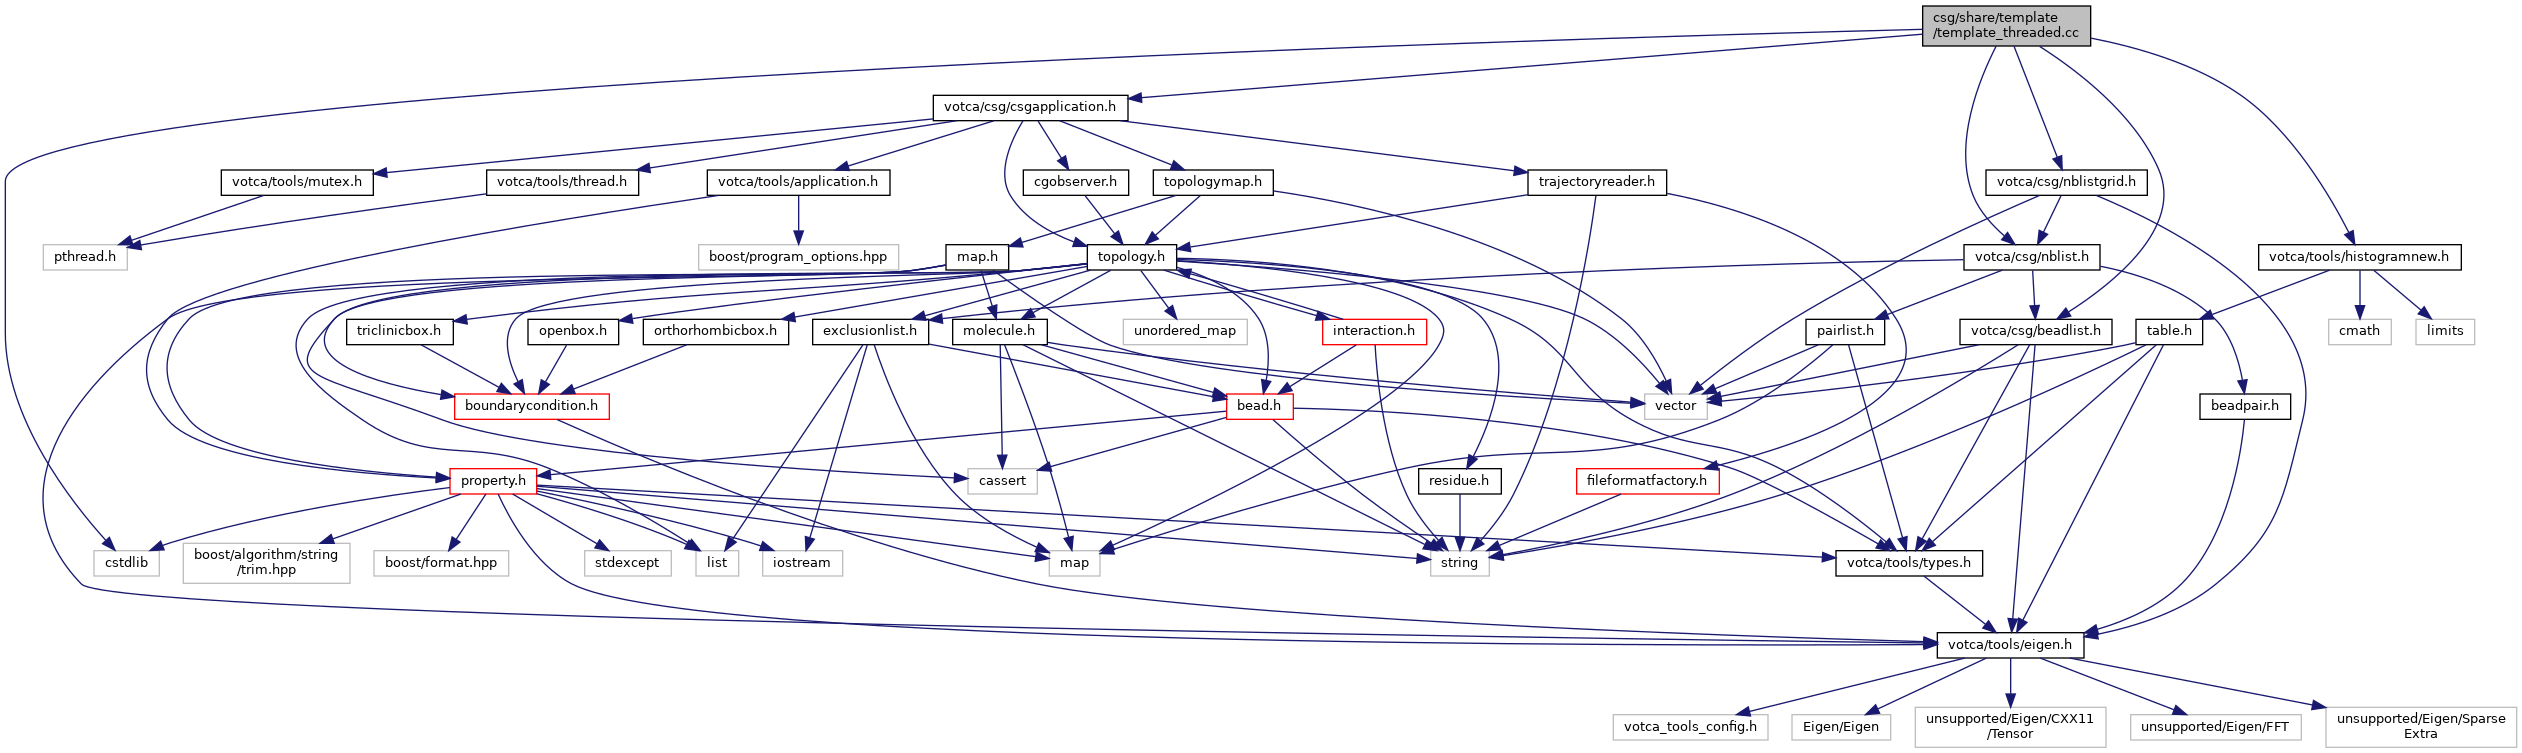 csg/share/template
/template_threaded.cc
votca/csg/csgapplication.h
votca/tools/mutex.h
votca/tools/thread.h
votca/tools/application.h
cgobserver.h
topologymap.h
trajectoryreader.h
votca/csg/nblistgrid.h
pthread.h
boost/program_options.hpp
map.h
topology.h
votca/csg/nblist.h
votca/tools/histogramnew.h
triclinicbox.h
openbox.h
orthorhombicbox.h
exclusionlist.h
molecule.h
unordered_map
interaction.h
pairlist.h
votca/csg/beadlist.h
table.h
cmath
limits
boundarycondition.h
bead.h
vector
beadpair.h
property.h
cassert
residue.h
fileformatfactory.h
cstdlib
boost/algorithm/string
/trim.hpp
boost/format.hpp
stdexcept
list
iostream
map
string
votca/tools/types.h
votca/tools/eigen.h
votca_tools_config.h
Eigen/Eigen
unsupported/Eigen/CXX11
/Tensor
unsupported/Eigen/FFT
unsupported/Eigen/Sparse
Extra